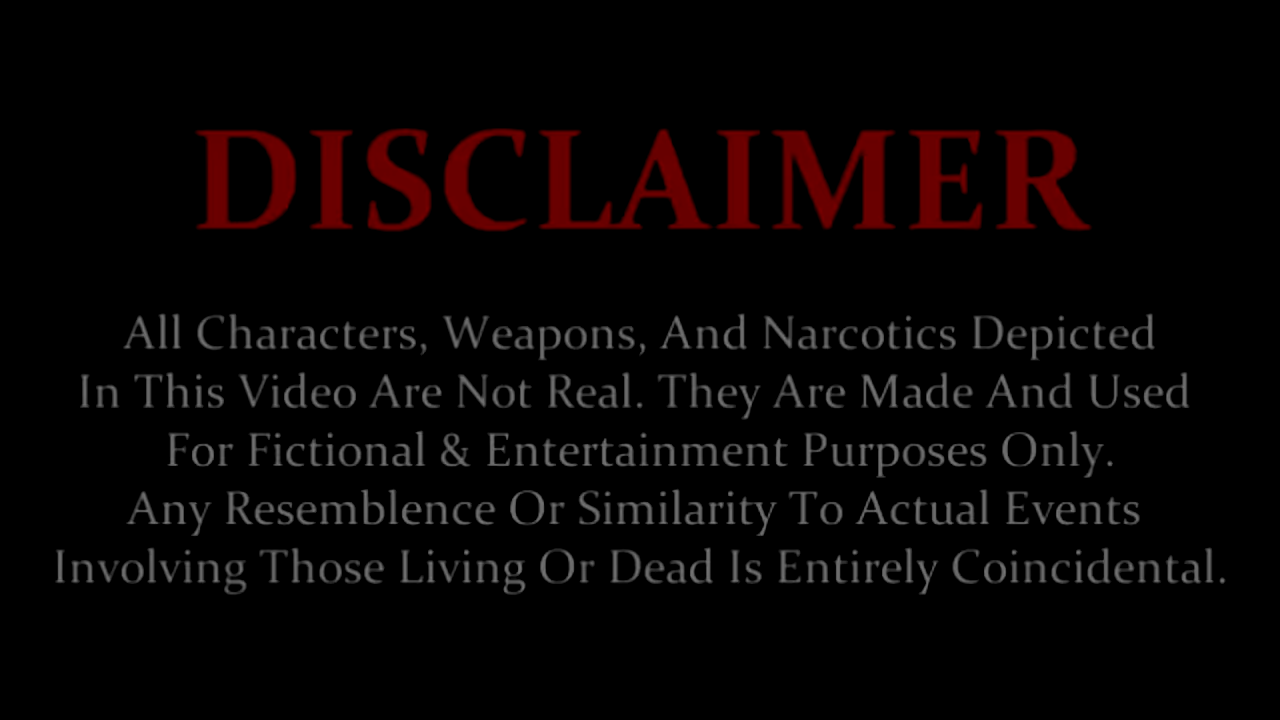 DISCLAIMER
All Characters, Weapons, And Narcotics Depicted
In This Video Are Not Real. They Are Made And Used
For Fictional & Entertainment Purposes Only.
Any Resemblence Or Similarity To Actual Events
Involving Those Living Or Dead Is Entirely Coincidental.